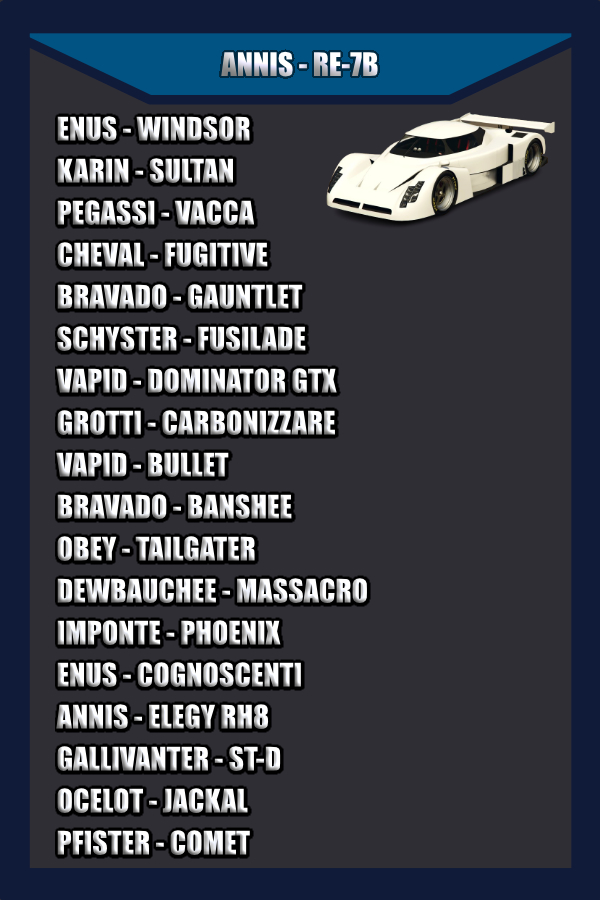 ANNIS - RE-7B
ENUS - WINDSOR
KARIN - SULTAN
PEGASSI - VACCA
CHEVAL - FUGITIVE
BRAVADO - GAUNTLET
SCHYSTER - FUSILADE
VAPID - DOMINATOR GTX
GROTTI - CARBONIZZARE
VAPID - BULLET
BRAVADO - BANSHEE
OBEY - TAILGATER
DEWBAUCHEE - MASSACRO
IMPONTE - PHOENIX
ENUS - COGNOSCENTI
ANNIS - ELEGY RH8
GALLIVANTER - ST-D
OCELOT - JACKAL
PFISTER - COMET